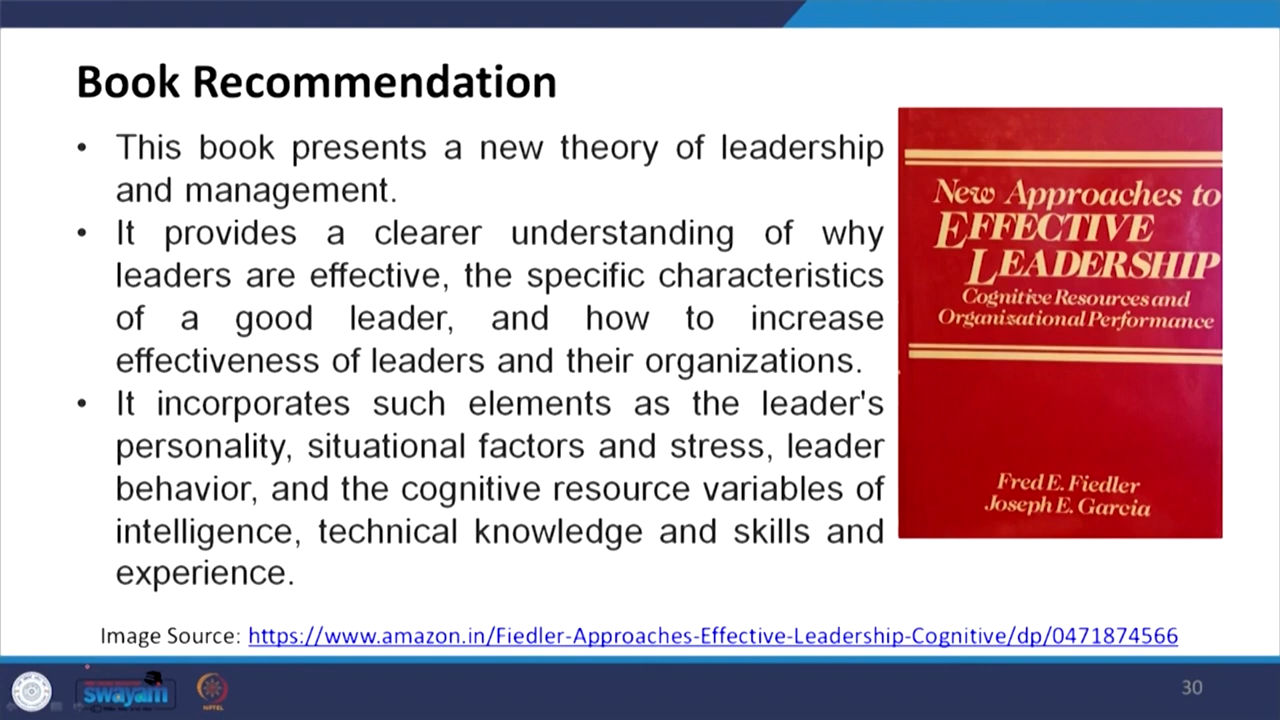 Book Recommendation
• This book presents a new theory of leadership
and management.
• It provides a clearer understanding of why
leaders are effective, the specific characteristics
of a good leader, and how to increase
effectiveness of leaders and their organizations.
• It incorporates such elements as the leader's
personality, situational factors and stress, leader
behavior, and the cognitive resource variables of
intelligence, technical knowledge and skills and
experience.
New Approaches to
EFFECTIVE
LEADERSHIP
Cognitive Resources and
Organisational Performance
Fred E. Fiedler
Joseph E. Garcia
Image Source: https://www.amazon.in/Fiedler-Approaches-Effective-Leadership-Cognitive/dp/0471874566
swayam
NPTEL
30